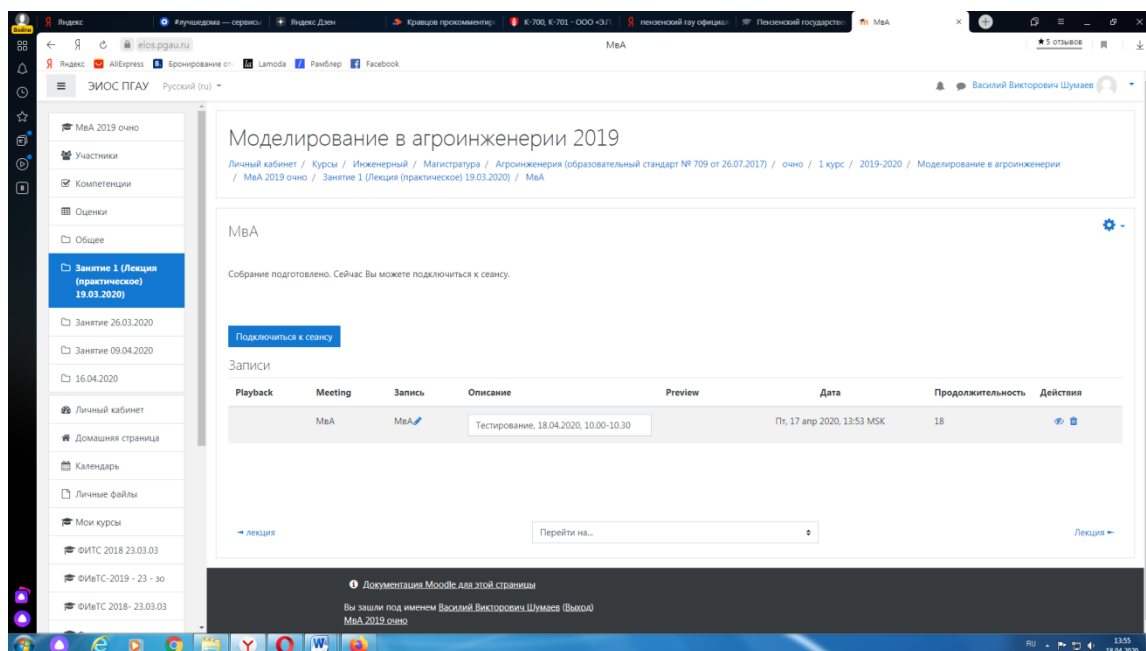 Войти
Яндекс
#лучшедома — сервисы
Яндекс Дзен
Кравцов прокомментир
К-700, К-701 - ООО «З
пензенский гау официал
Пензенский государстве
МвА
eios.pgau.ru
МвА
★5 отзывов
Яндекс
AliExpress
Бронирование от
Lamoda
Рамблер
Facebook
ЭИОС ПГАУ
Русский (ru)
Василий Викторович Шумаев
МвА 2019 очно
Участники
Компетенции
Оценки
Общее
Занятие 1 (Лекция
(практическое)
19.03.2020)
Занятие 26.03.2020
Занятие 09.04.2020
16.04.2020
Личный кабинет
Домашняя страница
Календарь
Личные файлы
Мои курсы
ФИТС 2018 23.03.03
ФИвТС-2019 - 23 - зо
ФИвТС 2018- 23.03.03
Моделирование в агроинженерии 2019
Личный кабинет / Курсы / Инженерный / Магистратура / Агроинженерия (образовательный стандарт № 709 от 26.07.2017) / очно / 1 курс / 2019-2020 / Моделирование в агроинженерии
/ МвА 2019 очно / Занятие 1 (Лекция (практическое) 19.03.2020) / МвА
МвА
Собрание подготовлено. Сейчас Вы можете подключиться к сеансу.
Подключиться к сеансу
Записи
Playback Meeting Запись Описание Preview Дата Продолжительность Действия
МвА МвА Тестирование, 18.04.2020, 10.00-10.30 Пт, 17 апр 2020, 13:53 MSK 18
◄ лекция
Перейти на...
Лекция ►
Документация Moodle для этой страницы
Вы зашли под именем Василий Викторович Шумаев (Выход)
МвА 2019 очно
RU
13:55
18.04.2020